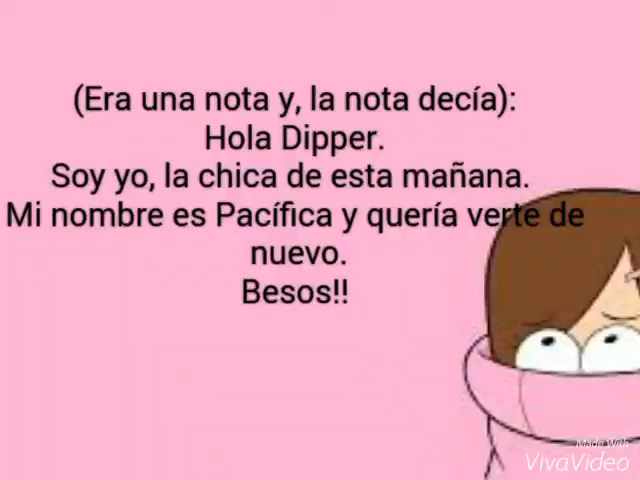 (Era una nota y, la nota decía):
Hola Dipper.
Soy yo, la chica de esta mañana.
Mi nombre es Pacífica y quería verte de
nuevo.
Besos!!
Made With
VivaVideo